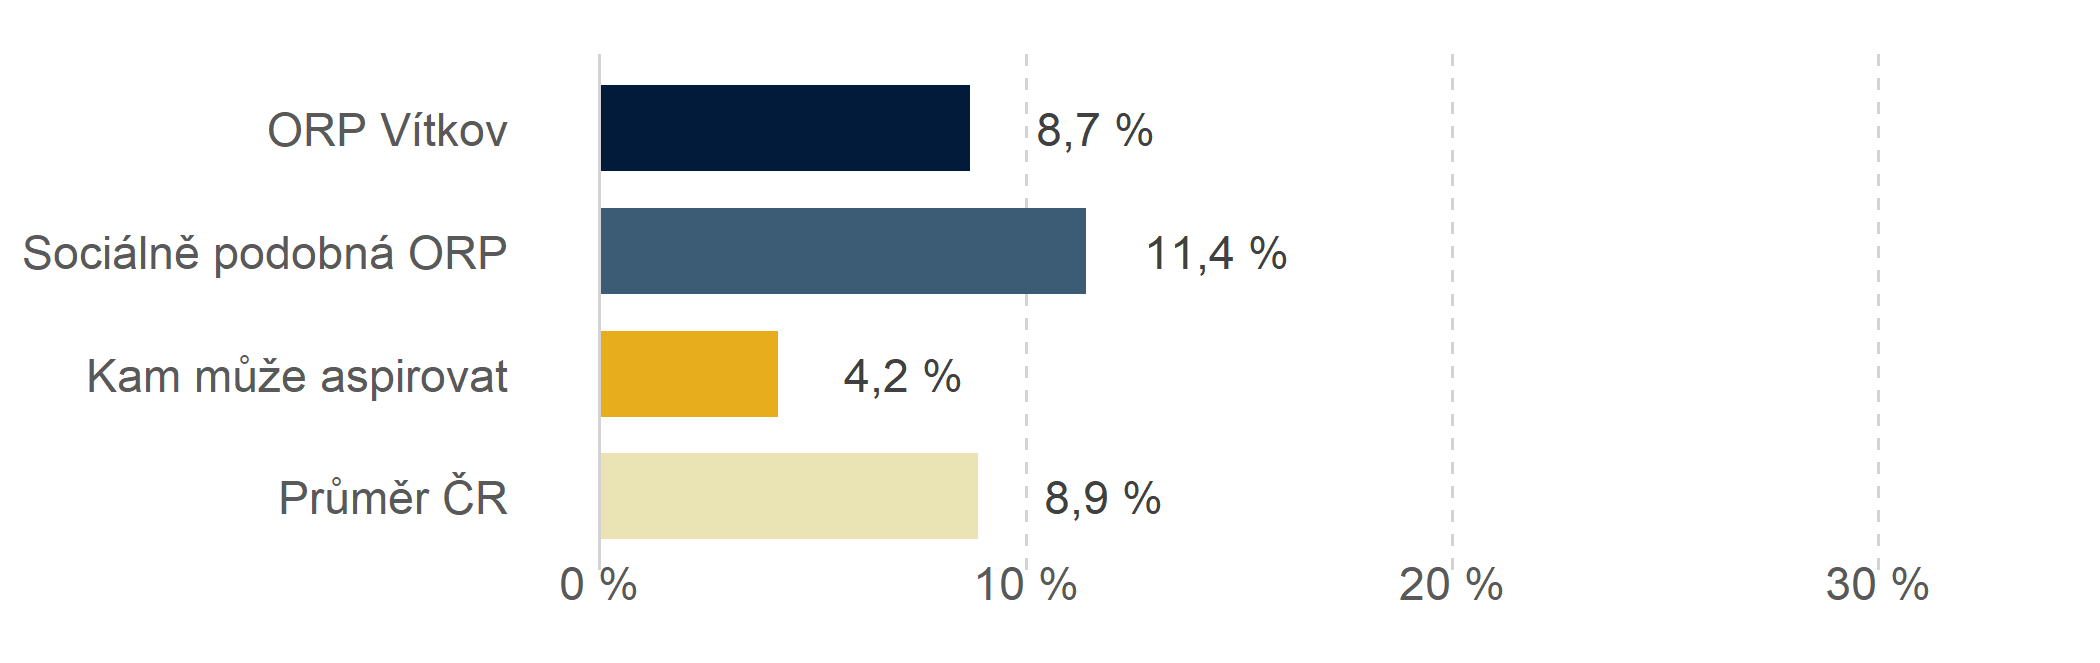 ORP Vítkov
8,7 %
Sociálně podobná ORP
11,4 %
Kam může aspirovat
4,2 %
Průměr ČR
8,9 %
0 %
10 %
20 %
30 %